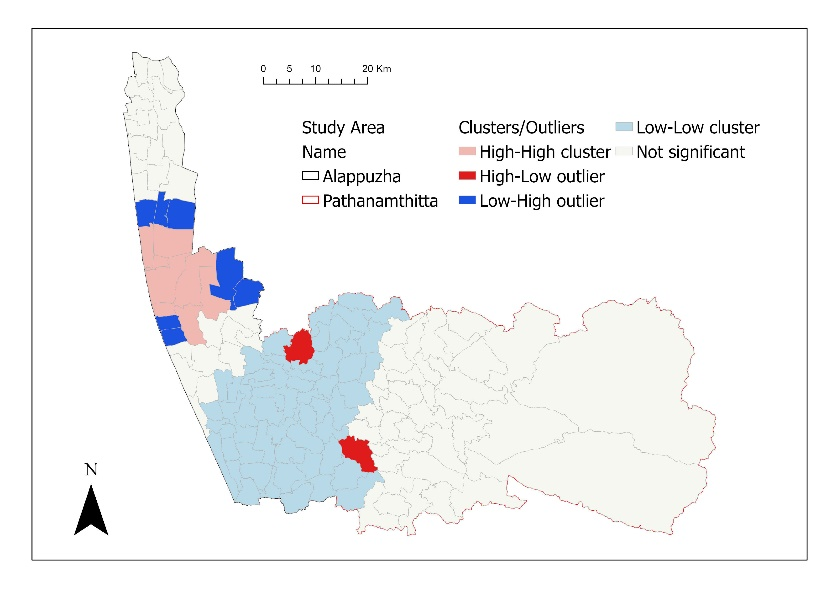 0 5 10 20 Km
Study Area
Name
Alappuzha
Pathanamthitta
Clusters/Outliers
High-High cluster
High-Low outlier
Low-High outlier
Low-Low cluster
Not significant
N